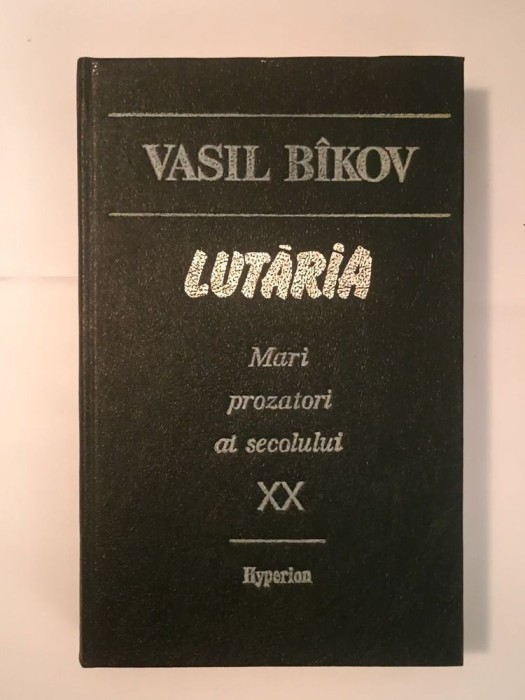 VASIL BÎKOV
LUTĂRIA
Mari
prozatori
ai secolului
XX
Hyperion